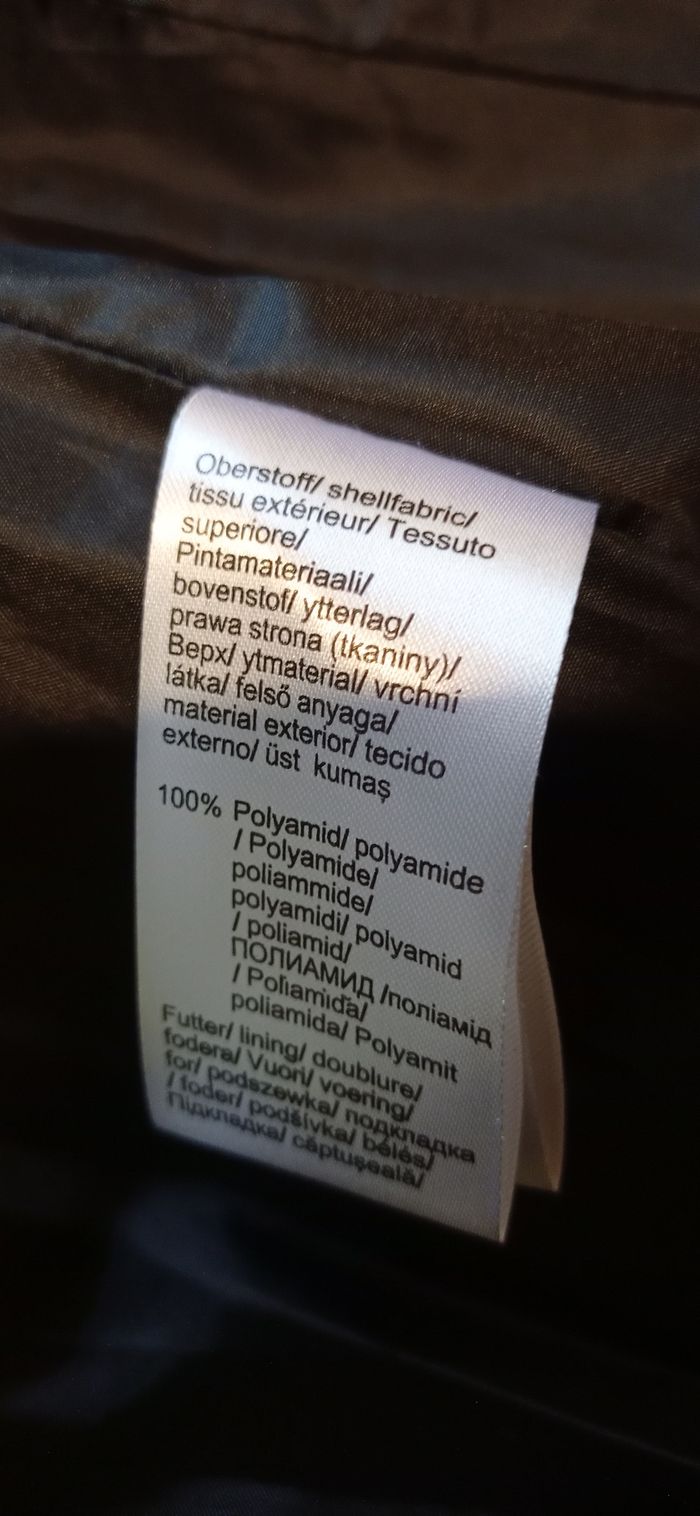 Oberstoff/ shellfabric/
tissu extérieur/ Tessuto
superiore/
Pintamateriaali/
bovenstof/ ytterlag/
prawa strona (tkaniny)/
Верх/ ytmaterial/ vrchní
látka/ felső anyaga/
material exterior/ tecido
externo/ üst kumaş
100% Polyamid/ polyamide
/ Polyamide/
poliammide/
polyamidi/ polyamid
/ poliamid/
ПОЛИАМИД /поліамід
/ Poliamida/
poliamida/ Polyamit
Futter/ lining/ doublure/
fodera/ Vuori/ voering/
for/ podszewka/ подкладка
/ foder/ podšívka/ bélés/
Підкладка/ căptuşeală/